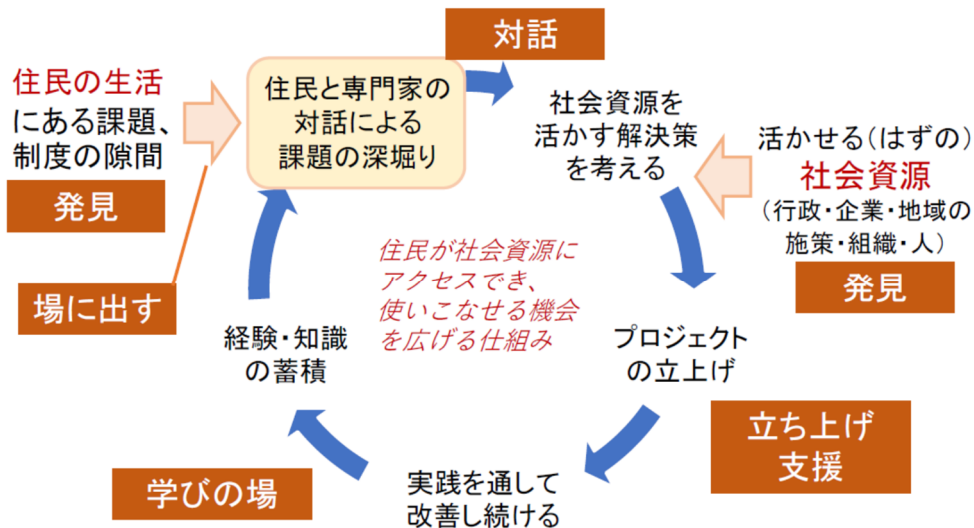 対話
住民の生活
にある課題、
制度の隙間
発見
場に出す
住民と専門家の
対話による
課題の深堀り
社会資源を
活かす解決策
を考える
活かせる(はずの)
社会資源
(行政・企業・地域の
施策・組織・人)
発見
住民が社会資源に
アクセスでき、
使いこなせる機会
を広げる仕組み
プロジェクト
の立上げ
立ち上げ
支援
実践を通して
改善し続ける
学びの場
経験・知識
の蓄積